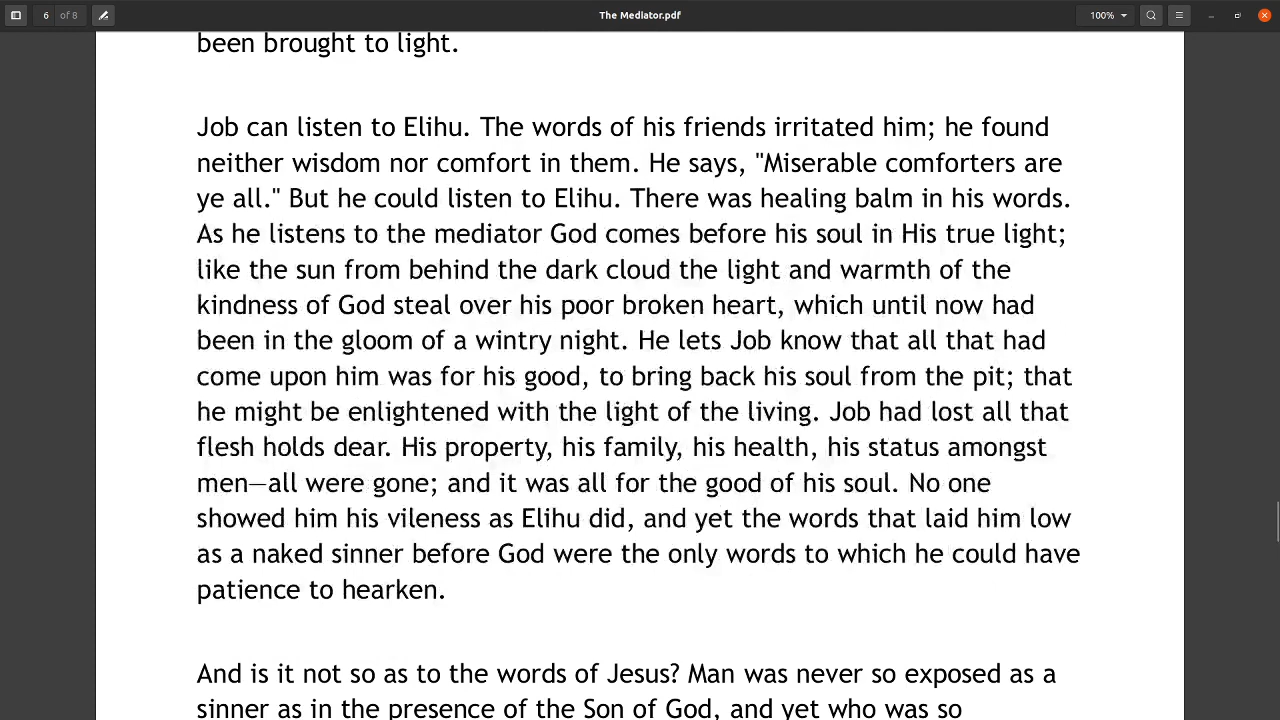 6 of 8
The Mediator.pdf
100%
been brought to light.
Job can listen to Elihu. The words of his friends irritated him; he found
neither wisdom nor comfort in them. He says, "Miserable comforters are
ye all." But he could listen to Elihu. There was healing balm in his words.
As he listens to the mediator God comes before his soul in His true light;
like the sun from behind the dark cloud the light and warmth of the
kindness of God steal over his poor broken heart, which until now had
been in the gloom of a wintry night. He lets Job know that all that had
come upon him was for his good, to bring back his soul from the pit; that
he might be enlightened with the light of the living. Job had lost all that
flesh holds dear. His property, his family, his health, his status amongst
men—all were gone; and it was all for the good of his soul. No one
showed him his vileness as Elihu did, and yet the words that laid him low
as a naked sinner before God were the only words to which he could have
patience to hearken.
And is it not so as to the words of Jesus? Man was never so exposed as a
sinner as in the presence of the Son of God, and yet who was so